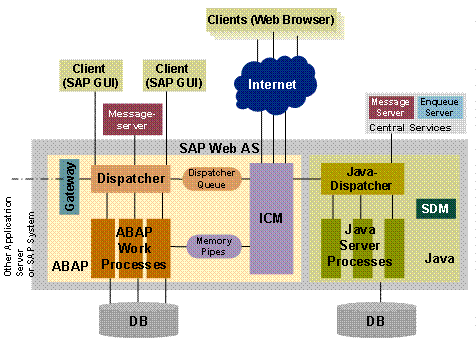 Clients (Web Browser)
Client
(SAP GUI)
Client
(SAP GUI)
Internet
Message-
server
Message
Server
Enqueue
Server
Central Services
SAP Web AS
Gateway
Dispatcher
Dispatcher
Queue
ICM
Java-
Dispatcher
SDM
Other Application
Server
or SAP System
ABAP
ABAP
Work
Processes
Memory
Pipes
Java
Server
Processes
Java
DB
DB